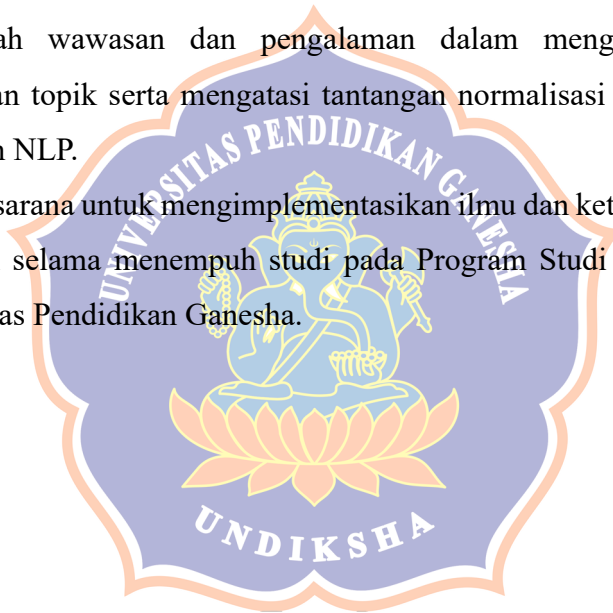 ah wawasan dan pengalaman dalam meng
an topik serta mengatasi tantangan normalisasi
n NLP.
sarana untuk mengimplementasikan ilmu dan ket
selama menempuh studi pada Program Studi
as Pendidikan Ganesha.
UNIVERSITAS PENDIDIKAN GANESHA
UNDIKSHA